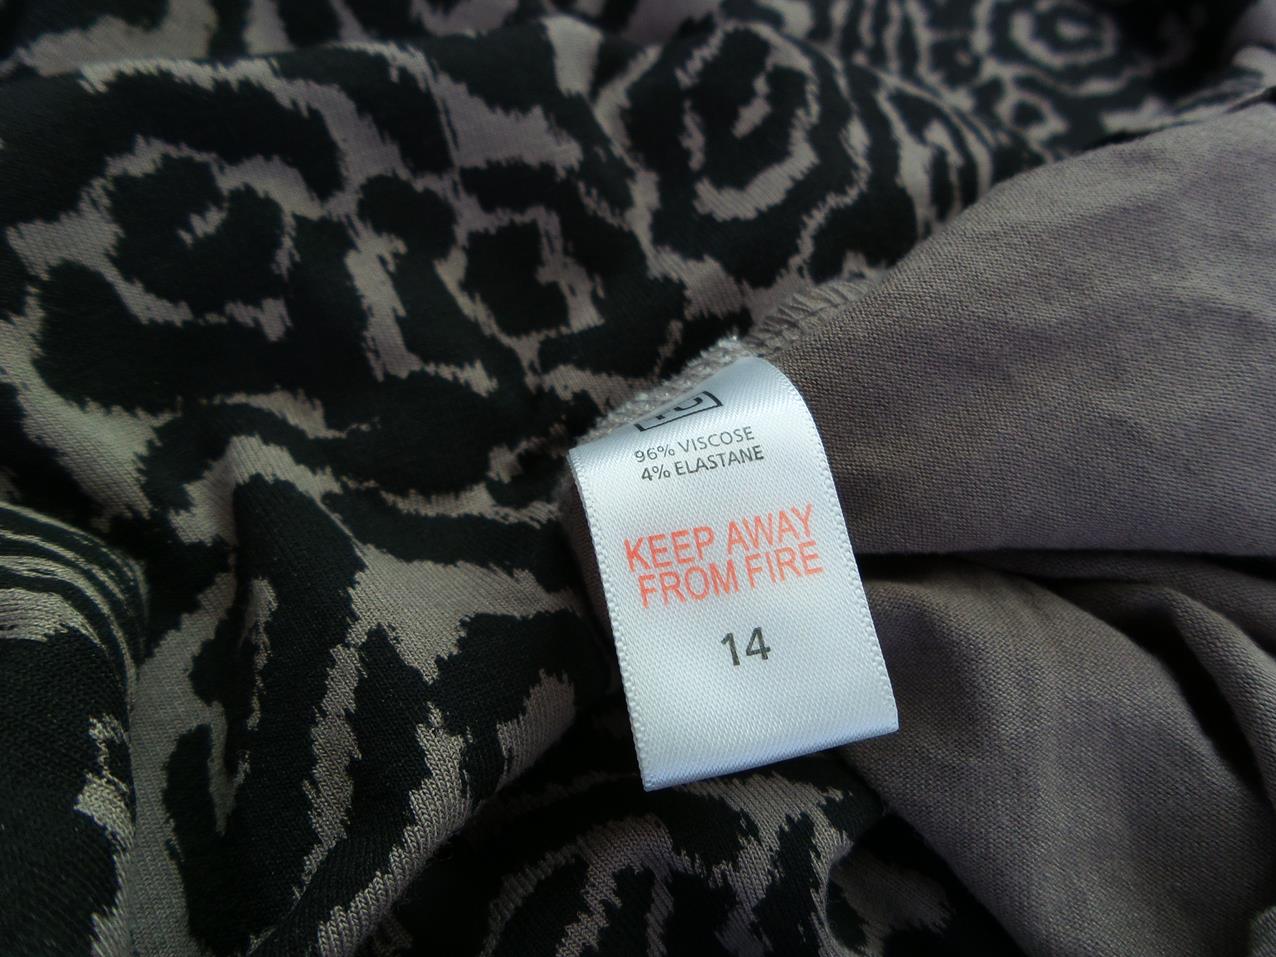 96% VISCOSE
4% ELASTANE
KEEP AWAY
FROM FIRE
14